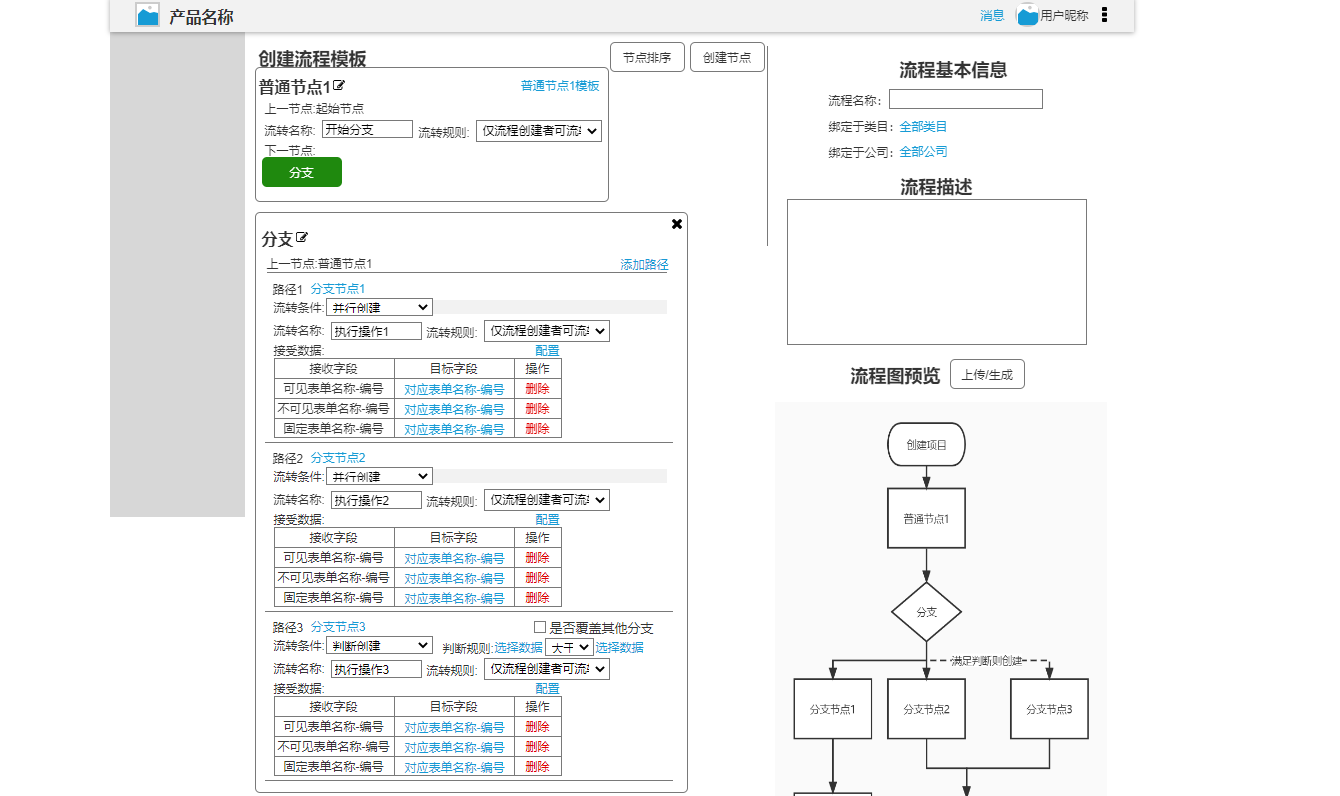 产品名称
消息
用户昵称
创建流程模板
节点排序
创建节点
普通节点1
普通节点1模板
上一节点:起始节点
流转名称: 开始分支 流转规则: 仅流程创建者可流
下一节点:
分支
分支
上一节点:普通节点1
添加路径
路径1 分支节点1
流转条件: 并行创建
流转名称: 执行操作1 流转规则: 仅流程创建者可流
接受数据: 配置
接收字段 目标字段 操作
可见表单名称-编号 对应表单名称-编号 删除
不可见表单名称-编号 对应表单名称-编号 删除
固定表单名称-编号 对应表单名称-编号 删除
路径2 分支节点2
流转条件: 并行创建
流转名称: 执行操作2 流转规则: 仅流程创建者可流
接受数据: 配置
接收字段 目标字段 操作
可见表单名称-编号 对应表单名称-编号 删除
不可见表单名称-编号 对应表单名称-编号 删除
固定表单名称-编号 对应表单名称-编号 删除
路径3 分支节点3 是否覆盖其他分支
流转条件: 判断创建 判断规则:选择数据 大于 选择数据
流转名称: 执行操作3 流转规则: 仅流程创建者可流
接受数据: 配置
接收字段 目标字段 操作
可见表单名称-编号 对应表单名称-编号 删除
不可见表单名称-编号 对应表单名称-编号 删除
固定表单名称-编号 对应表单名称-编号 删除
流程基本信息
流程名称:
绑定于类目: 全部类目
绑定于公司: 全部公司
流程描述
流程图预览 上传/生成
创建项目
普通节点1
分支
满足判断则创建
分支节点1
分支节点2
分支节点3